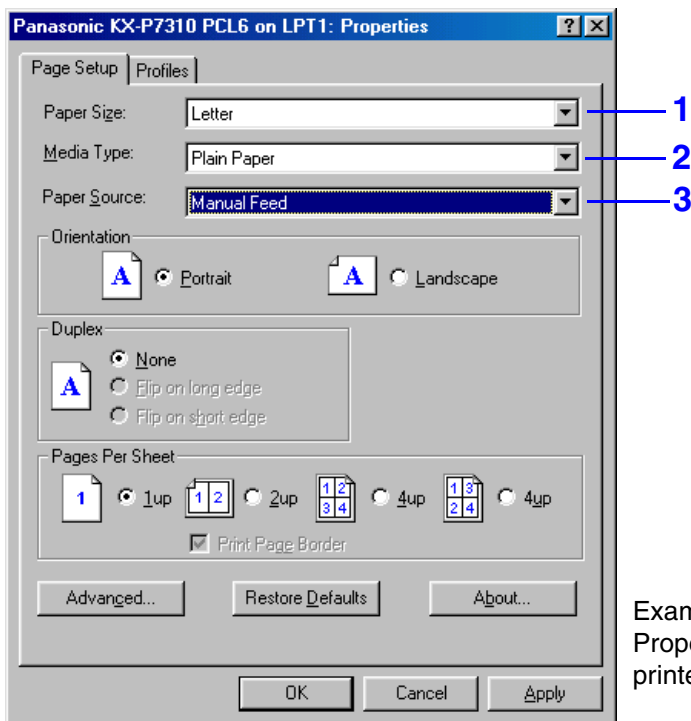 Panasonic KX-P7310 PCL6 on LPT1: Properties
Page Setup Profiles
Paper Size: Letter 1
Media Type: Plain Paper 2
Paper Source: Manual Feed 3
Orientation
A Portrait A Landscape
Duplex
A
None
Flip on long edge
Flip on short edge
Pages Per Sheet
1 1up 1 2 2up 1 2 3 4 4up 1 3 2 4 4up
Print Page Border
Advanced... Restore Defaults About...
OK Cancel Apply